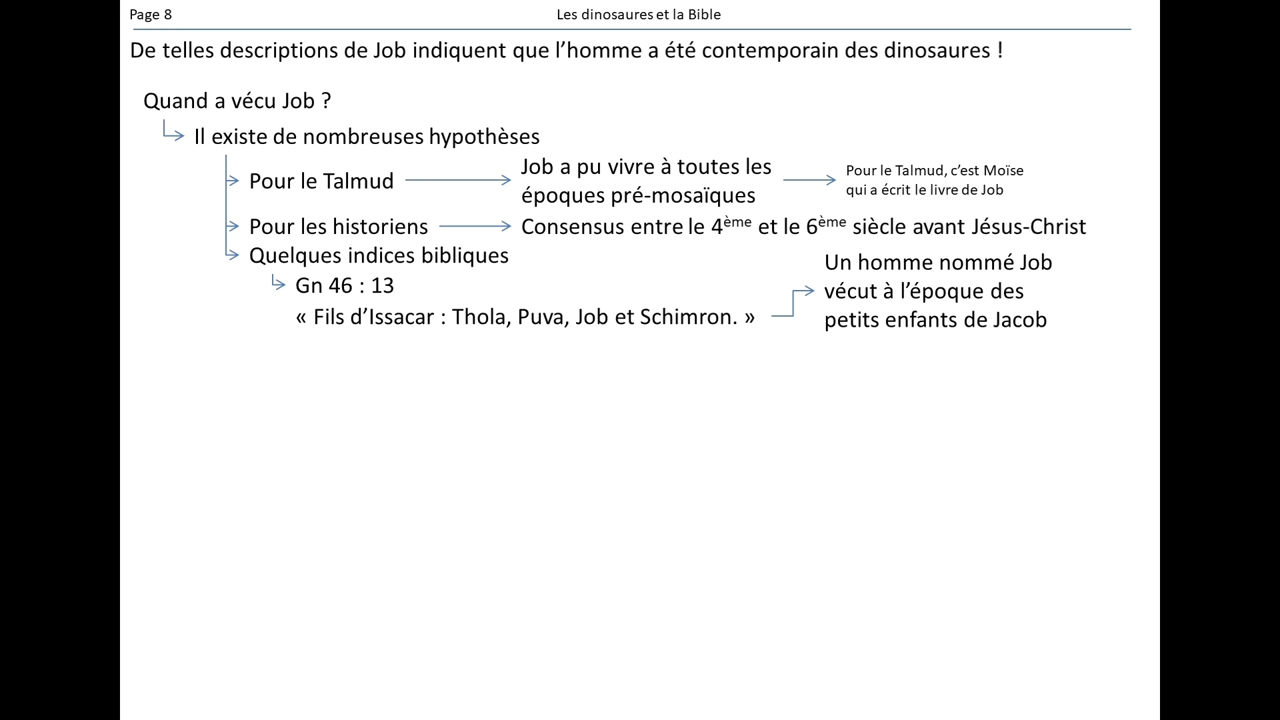 Page 8
Les dinosaures et la Bible
De telles descriptions de Job indiquent que l’homme a été contemporain des dinosaures !
Quand a vécu Job ?
Il existe de nombreuses hypothèses
Pour le Talmud
Job a pu vivre à toutes les
époques pré-mosaïques
Pour le Talmud, c’est Moïse
qui a écrit le livre de Job
Pour les historiens
Consensus entre le 4ème et le 6ème siècle avant Jésus-Christ
Quelques indices bibliques
Gn 46 : 13
« Fils d’Issacar : Thola, Puva, Job et Schimron. »
Un homme nommé Job
vécut à l’époque des
petits enfants de Jacob